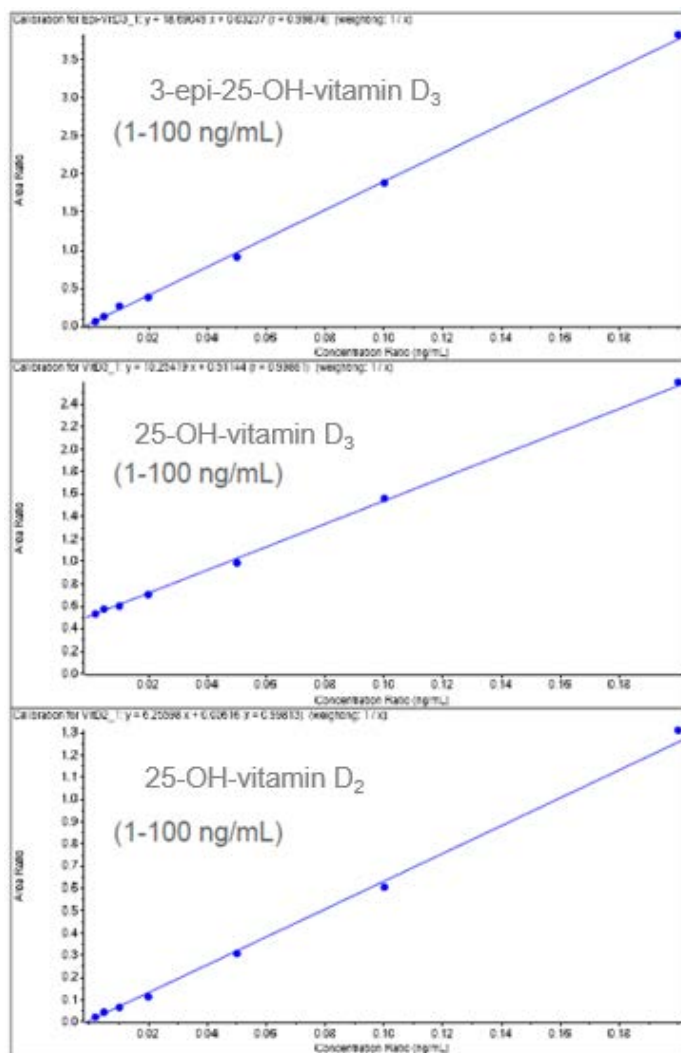 Calibration for Epi-VitD3_1: y = 18.69049 x + 0.03237 (r = 0.99874) (weighting: 1 / x)
3-epi-25-OH-vitamin D₃
(1-100 ng/mL)
Area Ratio
3.5
3.0
2.5
2.0
1.5
1.0
0.5
0.0
0.02 0.04 0.06 0.08 0.10 0.12 0.14 0.16 0.18
Concentration Ratio (ng/mL)
Calibration for VitD3_1: y = 10.25419 x + 0.51144 (r = 0.99861) (weighting: 1 / x)
25-OH-vitamin D₃
(1-100 ng/mL)
Area Ratio
2.4
2.2
2.0
1.8
1.6
1.4
1.2
1.0
0.8
0.6
0.4
0.2
0.0
0.02 0.04 0.06 0.08 0.10 0.12 0.14 0.16 0.18
Concentration Ratio (ng/mL)
Calibration for VitD2_1: y = x + 0.00616 (r = 0.99813) (weighting: 1 / x)
25-OH-vitamin D₂
(1-100 ng/mL)
Area Ratio
1.3
1.2
1.1
1.0
0.9
0.8
0.7
0.6
0.5
0.4
0.3
0.2
0.1
0.0
0.02 0.04 0.06 0.08 0.10 0.12 0.14 0.16 0.18
Concentration Ratio (ng/mL)